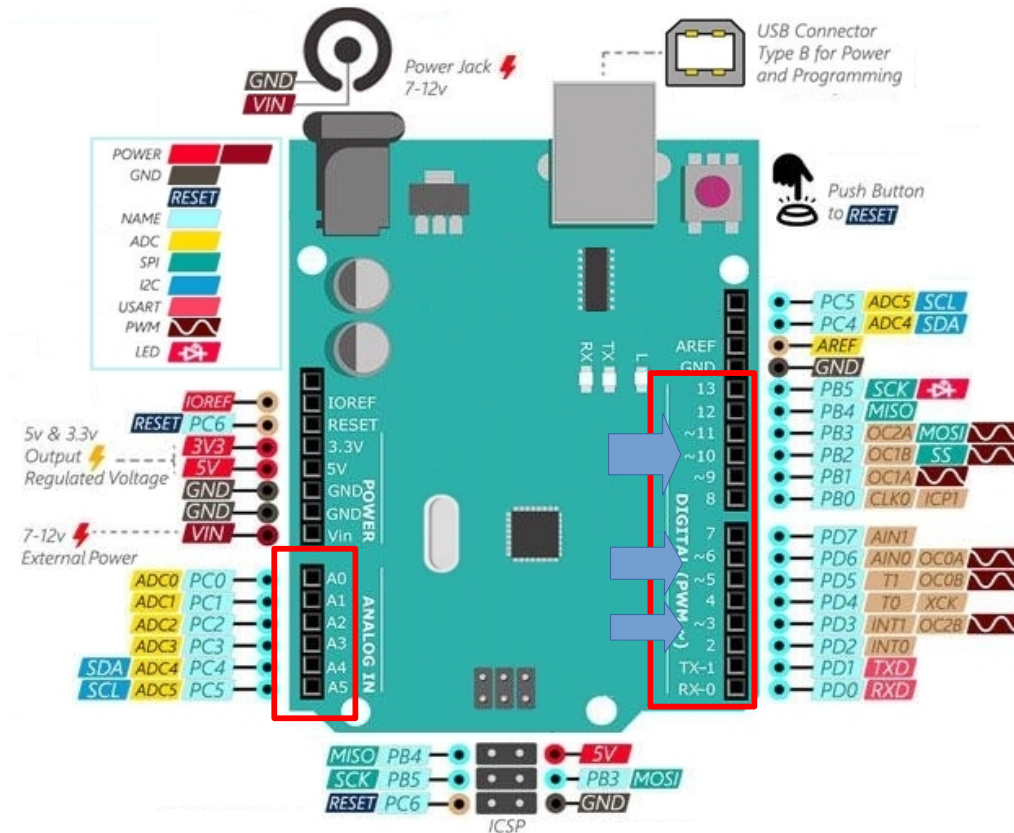 GND
VIN
Power Jack
7-12v
USB Connector
Type B for Power
and Programming
POWER
GND
RESET
NAME
ADC
SPI
I2C
USART
PWM
LED
Push Button
to RESET
RX
TX
L
IOREF
RESET PC6
3V3
5V
GND
GND
VIN
5v & 3.3v
Output
Regulated Voltage
7-12v
External Power
IOREF
RESET
3.3V
5V
GND
GND
Vin
POWER
ADC0 PC0
ADC1 PC1
ADC2 PC2
ADC3 PC3
SDA ADC4 PC4
SCL ADC5 PC5
A0
A1
A2
A3
A4
A5
ANALOG IN
AREF
GND
13
12
~11
~10
~9
8
7
~6
~5
4
~3
2
TX-1
RX-0
DIGITAL (PWM~)
PC5 ADC5 SCL
PC4 ADC4 SDA
AREF
GND
PB5 SCK
PB4 MISO
PB3 OC2A MOSI
PB2 OC1B SS
PB1 OC1A
PB0 CLK0 ICP1
PD7 AIN1
PD6 AIN0 OC0A
PD5 T1 OC0B
PD4 T0 XCK
PD3 INT1 OC2B
PD2 INT0
PD1 TXD
PD0 RXD
MISO PB4
SCK PB5
RESET PC6
5V
PB3 MOSI
GND
ICSP